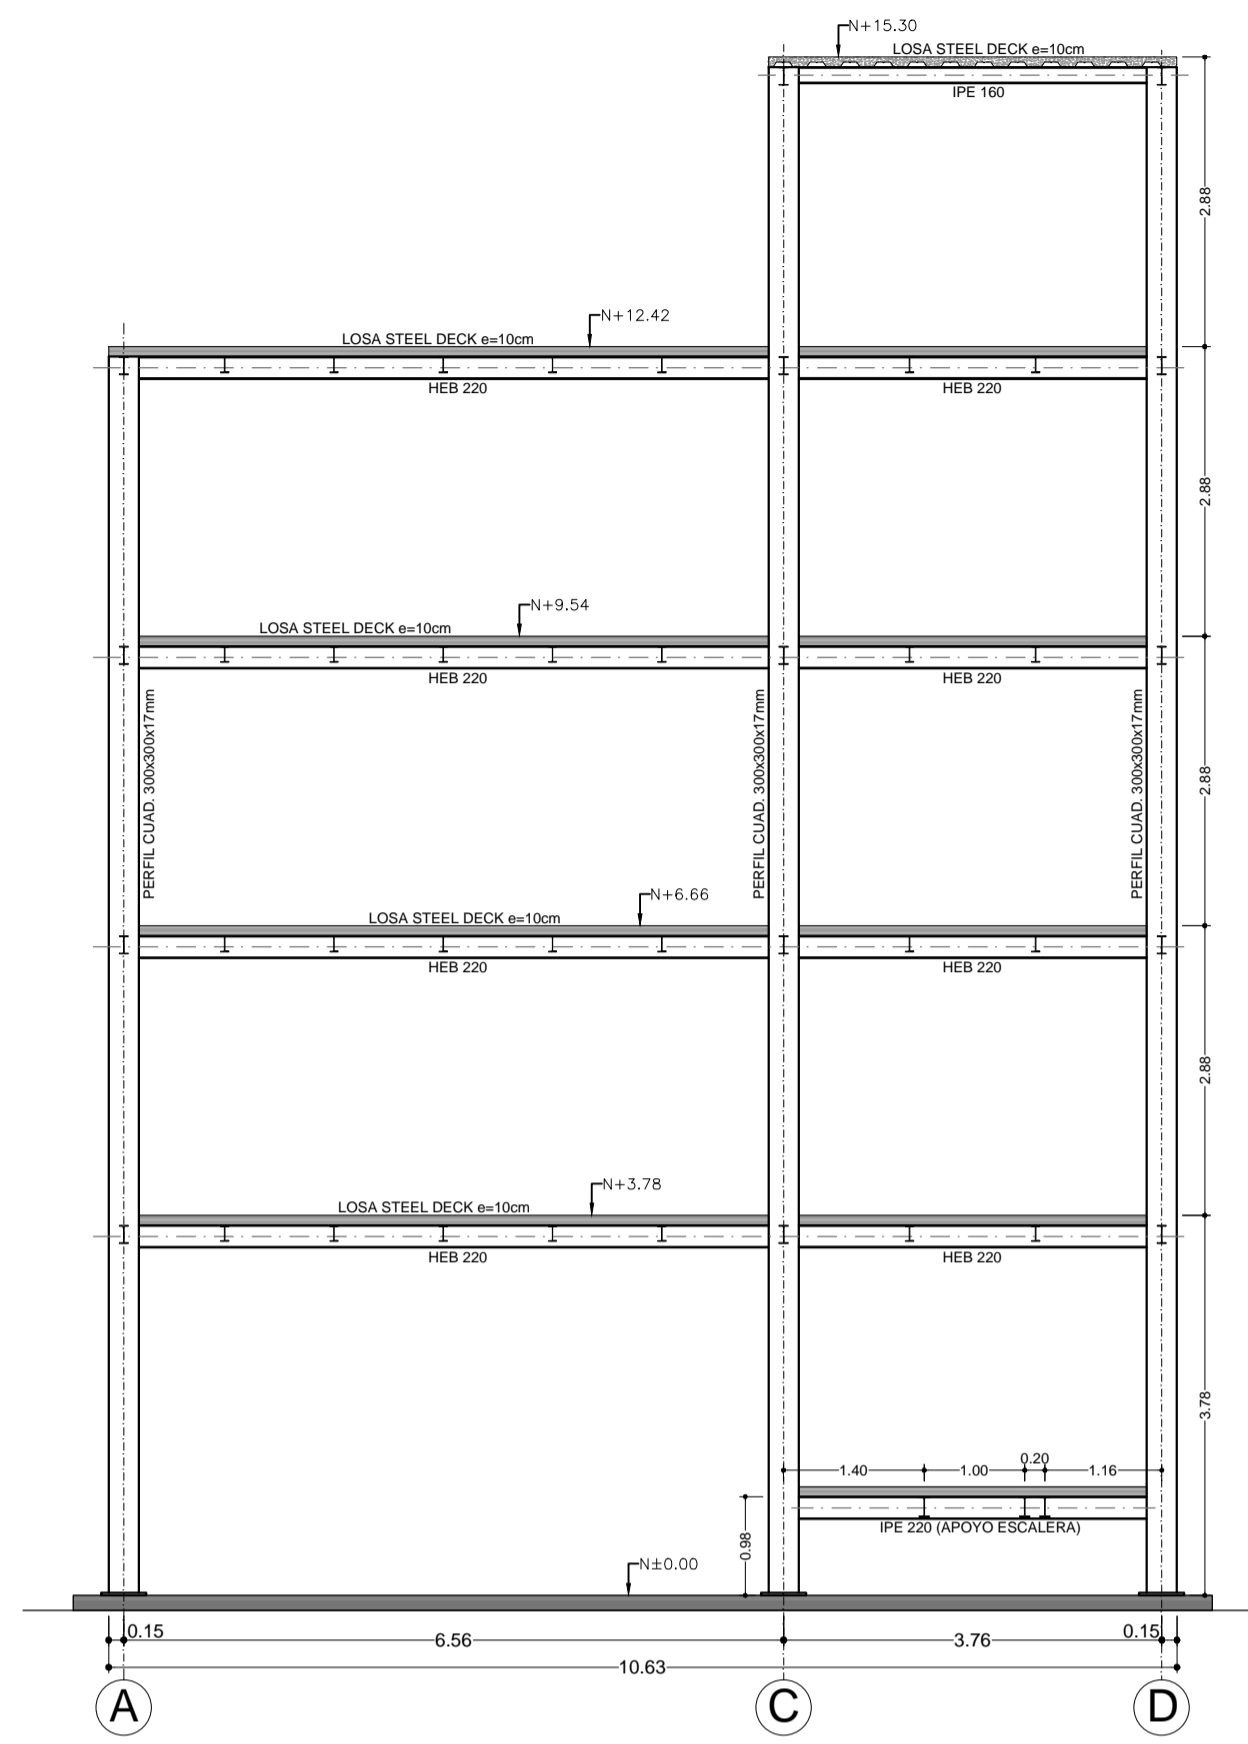 N+15.30
LOSA STEEL DECK e=10cm
IPE 160
2.88
N+12.42
LOSA STEEL DECK e=10cm
HEB 220
HEB 220
2.88
N+9.54
LOSA STEEL DECK e=10cm
HEB 220
HEB 220
PERFIL CUAD. 300x300x17mm
PERFIL CUAD. 300x300x17mm
PERFIL CUAD. 300x300x17mm
2.88
N+6.66
LOSA STEEL DECK e=10cm
HEB 220
HEB 220
2.88
N+3.78
LOSA STEEL DECK e=10cm
HEB 220
HEB 220
3.78
1.40
1.00
0.20
1.16
IPE 220 (APOYO ESCALERA)
0.98
N±0.00
0.15
6.56
3.76
0.15
10.63
A
C
D